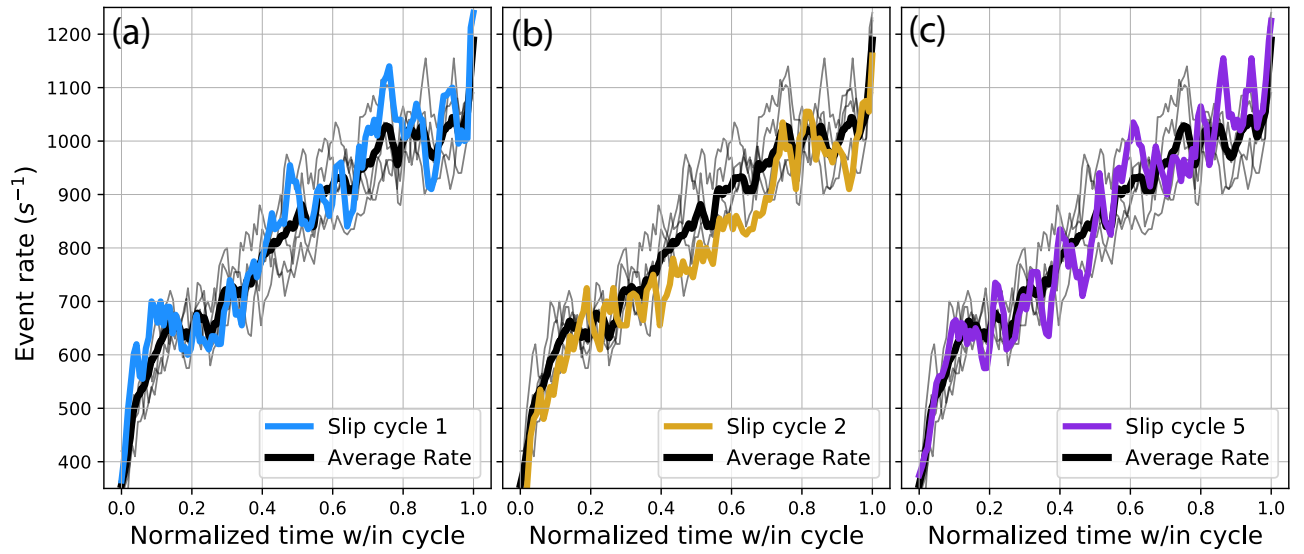 (a)
(b)
(c)
Event rate (s⁻¹)
1200
1100
1000
900
800
700
600
500
400
Slip cycle 1
Average Rate
Slip cycle 2
Average Rate
Slip cycle 5
Average Rate
0.0 0.2 0.4 0.6 0.8 1.0
0.0 0.2 0.4 0.6 0.8 1.0
0.0 0.2 0.4 0.6 0.8 1.0
Normalized time w/in cycle
Normalized time w/in cycle
Normalized time w/in cycle